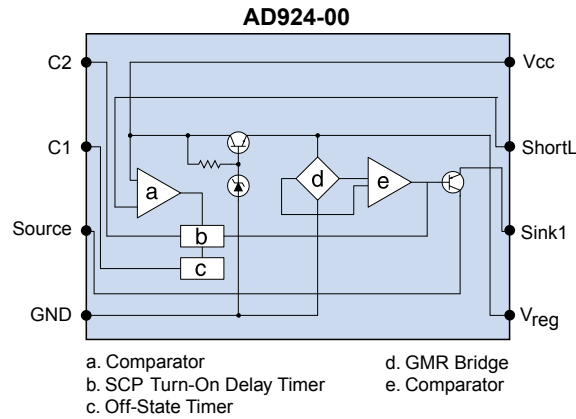 AD924-00
C2
Vcc
C1
ShortL
a
d
e
Source
b
Sink1
c
GND
Vreg
a. Comparator
d. GMR Bridge
b. SCP Turn-On Delay Timer
e. Comparator
c. Off-State Timer